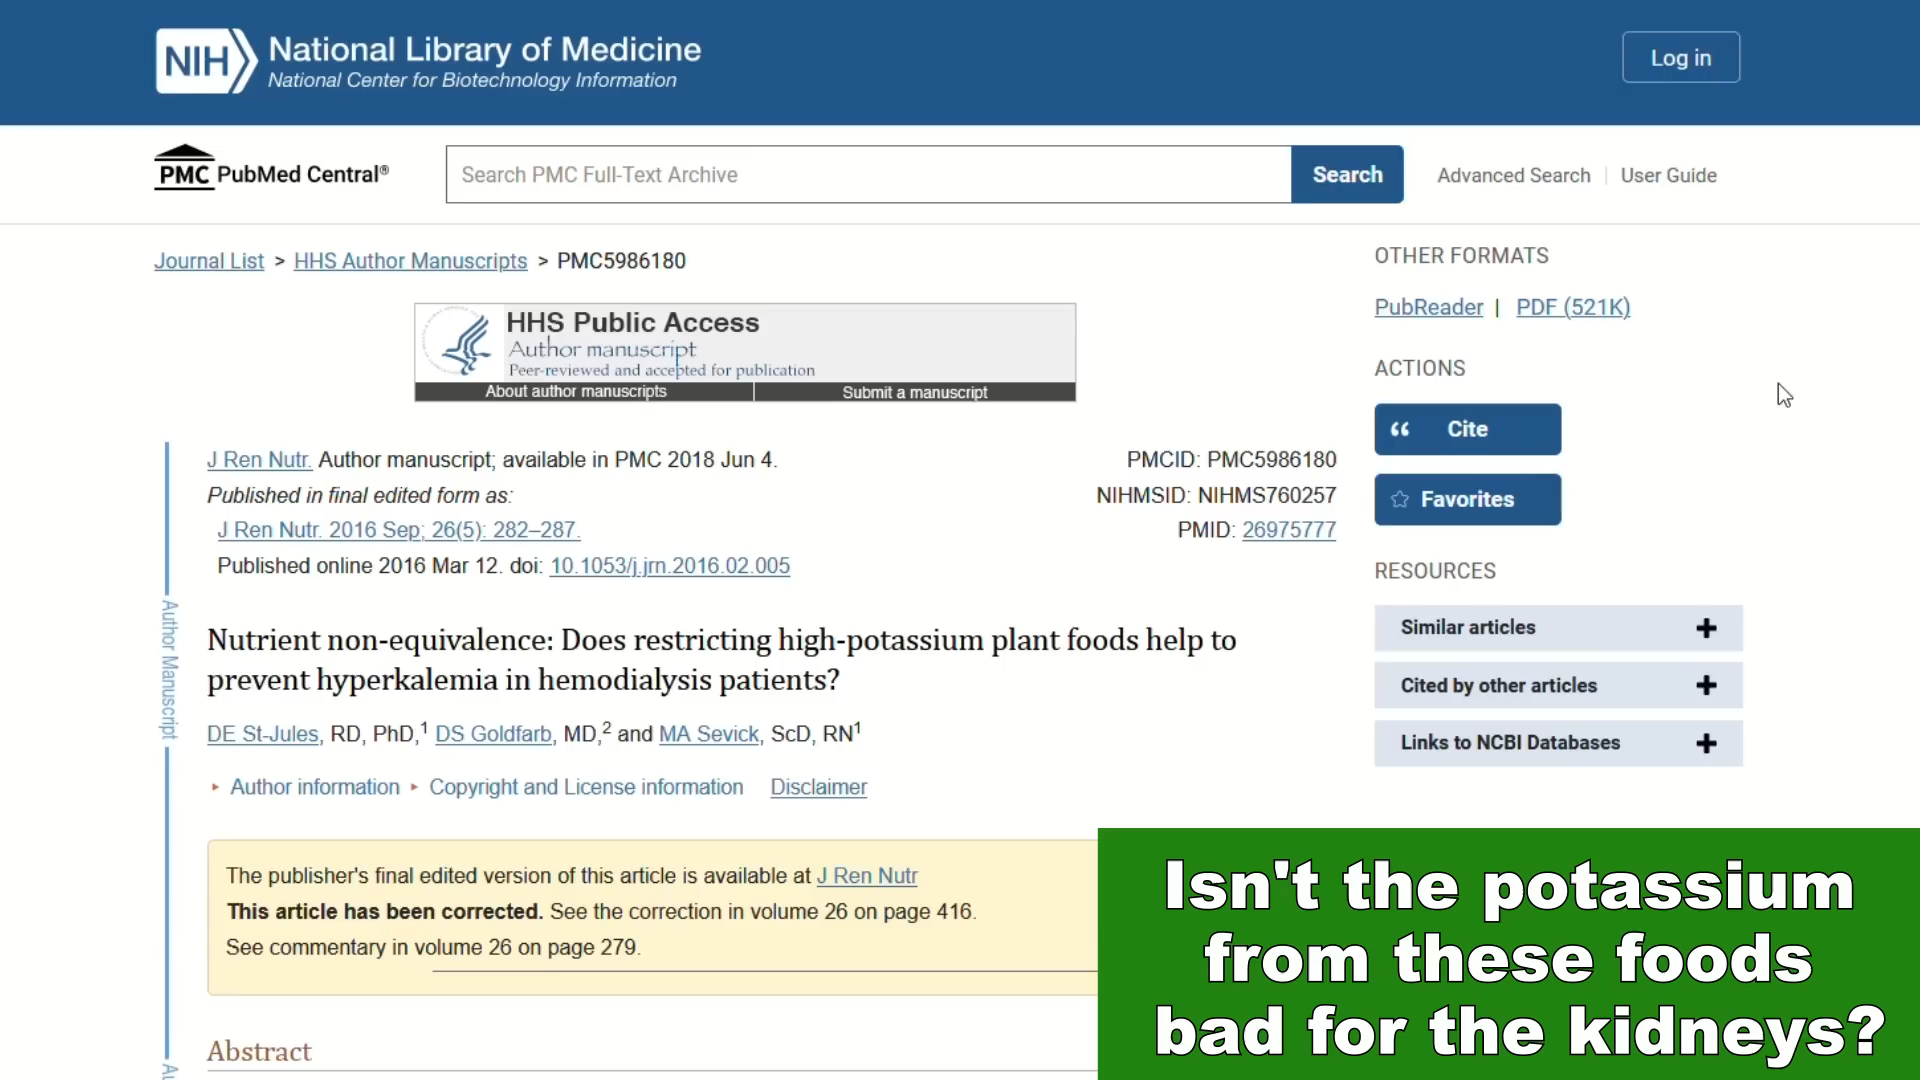 NIH National Library of Medicine
National Center for Biotechnology Information
Log in
PMC PubMed Central®
Search PMC Full-Text Archive
Search
Advanced Search
User Guide
Journal List > HHS Author Manuscripts > PMC5986180
HHS Public Access
Author manuscript
Peer-reviewed and accepted for publication
About author manuscripts
Submit a manuscript
J Ren Nutr. Author manuscript; available in PMC 2018 Jun 4.
Published in final edited form as:
J Ren Nutr. 2016 Sep; 26(5): 282–287.
Published online 2016 Mar 12. doi: 10.1053/j.jrn.2016.02.005
PMCID: PMC5986180
NIHMSID: NIHMS760257
PMID: 26975777
Author Manuscript
Nutrient non-equivalence: Does restricting high-potassium plant foods help to
prevent hyperkalemia in hemodialysis patients?
DE St-Jules, RD, PhD,1 DS Goldfarb, MD,2 and MA Sevick, ScD, RN1
Author information
Copyright and License information
Disclaimer
The publisher's final edited version of this article is available at J Ren Nutr
This article has been corrected. See the correction in volume 26 on page 416.
See commentary in volume 26 on page 279.
Abstract
OTHER FORMATS
PubReader | PDF (521K)
ACTIONS
Cite
Favorites
RESOURCES
Similar articles
Cited by other articles
Links to NCBI Databases
Isn't the potassium
from these foods
bad for the kidneys?